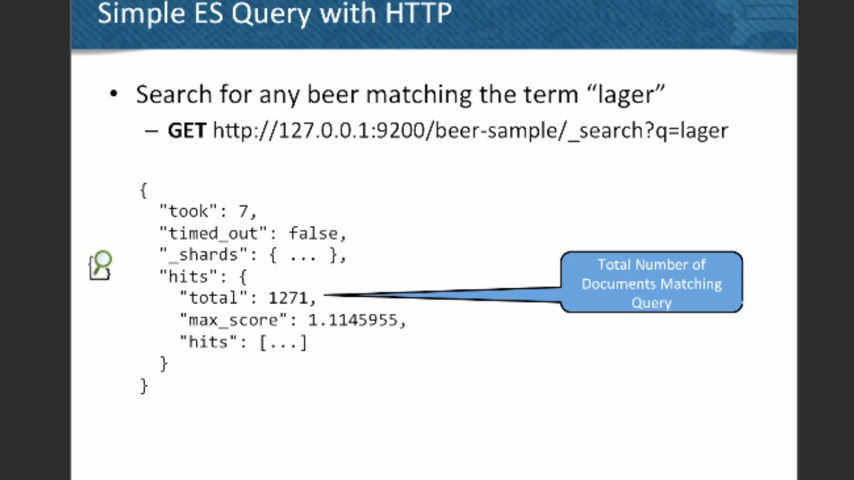 Simple ES Query with HTTP
• Search for any beer matching the term “lager”
– GET http://127.0.0.1:9200/beer-sample/_search?q=lager
{
"took": 7,
"timed_out": false,
"_shards": { ... },
"hits": {
"total": 1271,
"max_score": 1.1145955,
"hits": [...]
}
}
Total Number of
Documents Matching
Query